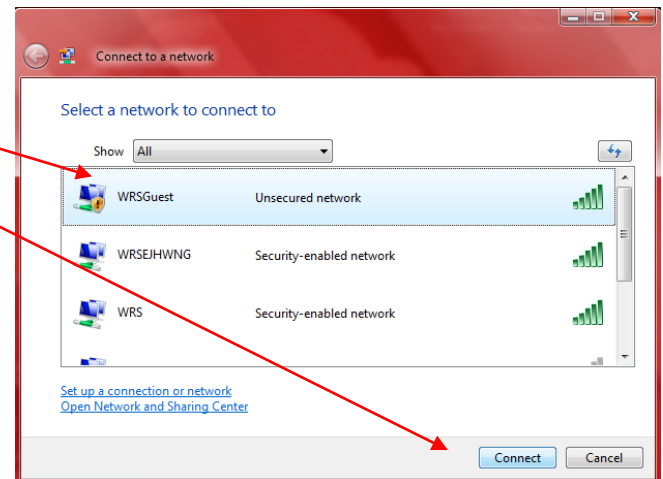 Connect to a network
Select a network to connect to
Show All
WRSGuest Unsecured network
WRSEJHWNG Security-enabled network
WRS Security-enabled network
Set up a connection or network
Open Network and Sharing Center
Connect Cancel